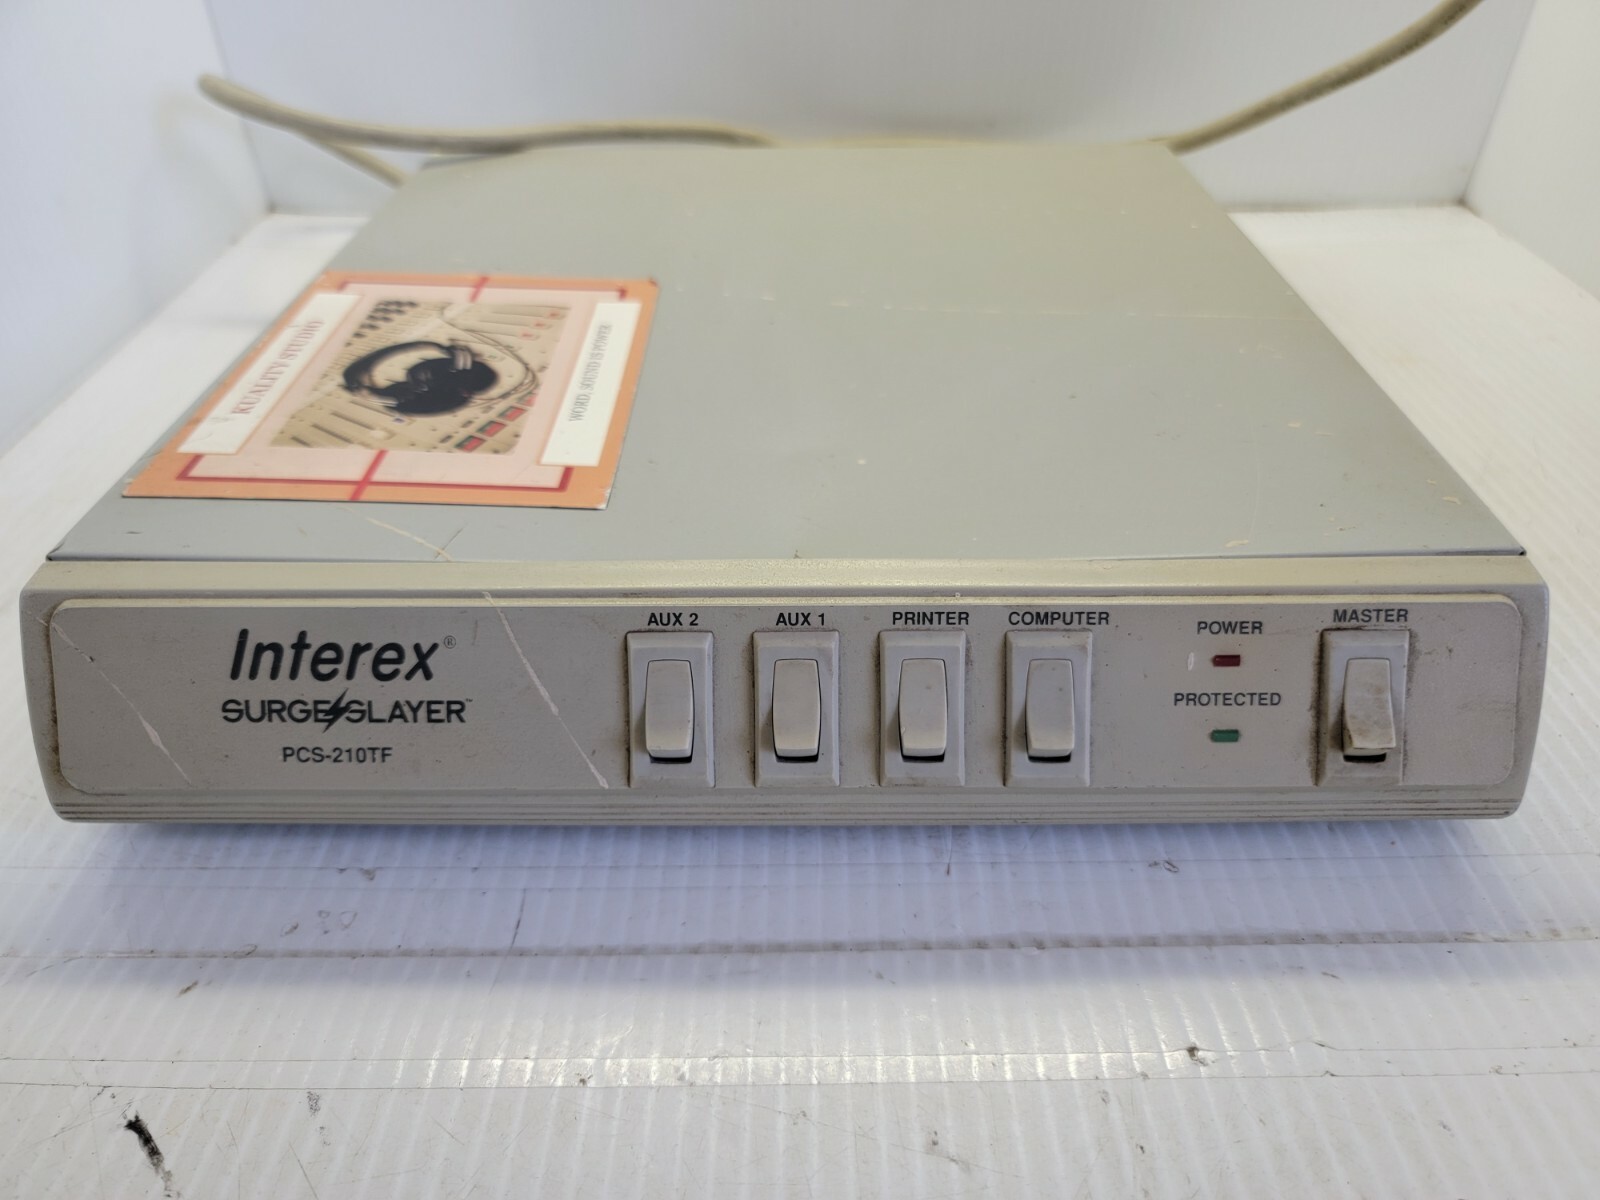 KUALITY STUDIO
WORD, SOUND IS POWER
Interex®
SURGE SLAYER™
PCS-210TF
AUX 2
AUX 1
PRINTER
COMPUTER
POWER
PROTECTED
MASTER